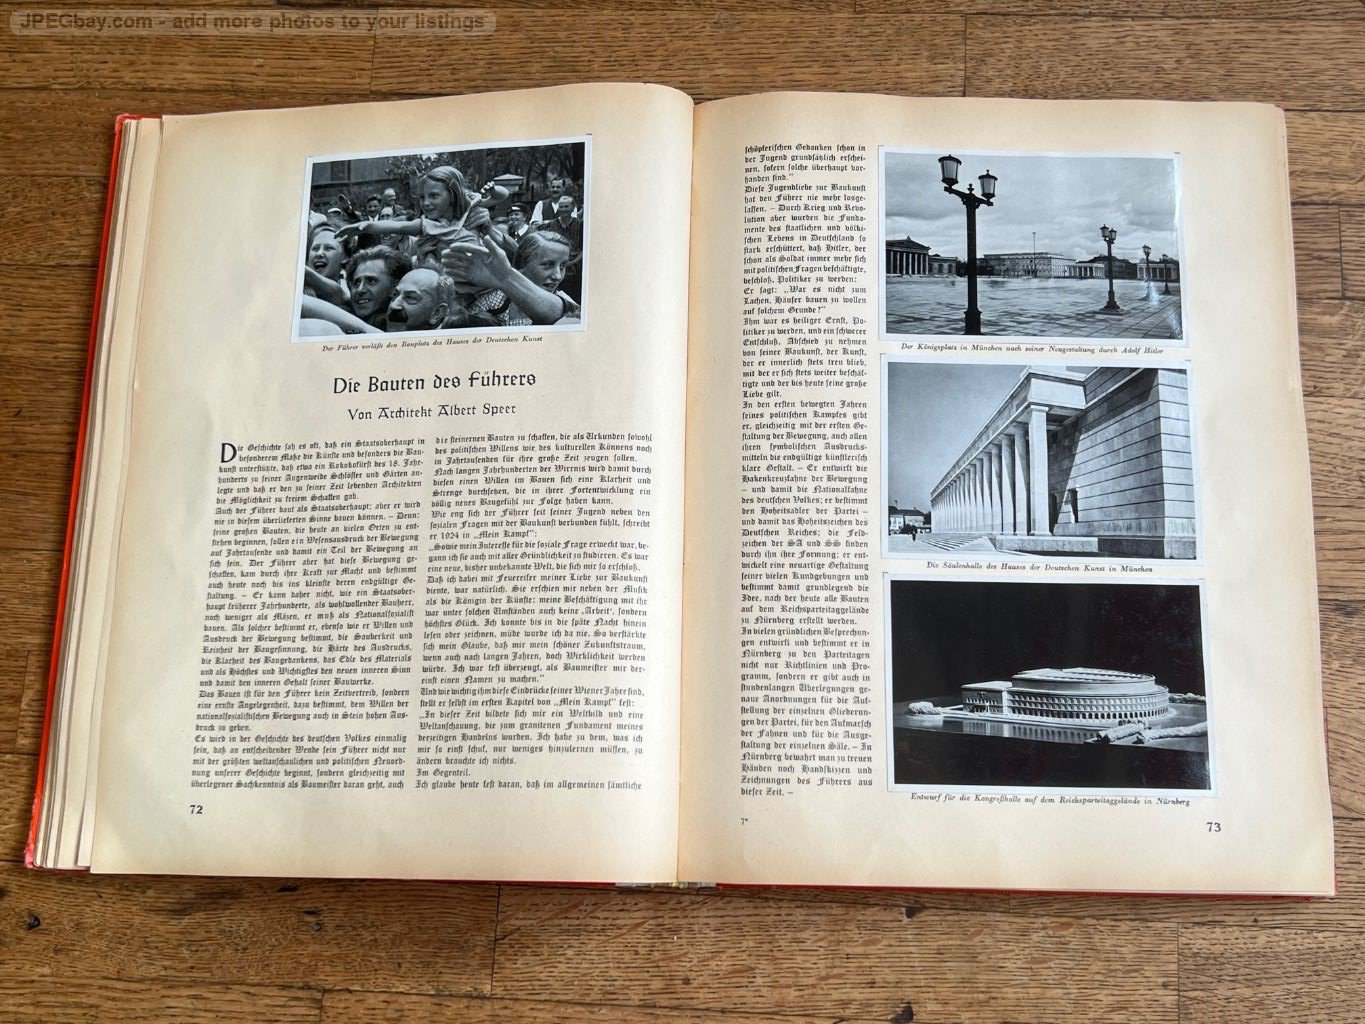 JPEGbay.com - add more photos to your listings
Der Führer verläßt den Bauplatz des Hauses der Deutschen Kunst
Die Bauten des Führers
Von Architekt Albert Speer
Die Geschichte sah es oft, daß ein Staatsoberhaupt in
besonderem Maße die Künste und besonders die Bau-
kunst unterstützte, daß etwa ein Rokokofürst des 18. Jahr-
hunderts zu seiner Augenweide Schlösser und Gärten an-
legte und daß er den zu seiner Zeit lebenden Architekten
die Möglichkeit zu freiem Schaffen gab.
Auch der Führer baut als Staatsoberhaupt; aber er wird
nie in diesem überlieferten Sinne bauen können. – Denn:
seine großen Bauten, die heute an vielen Orten zu ent-
stehen beginnen, sollen ein Wesensausdruck der Bewegung
auf Jahrtausende und damit ein Teil der Bewegung an
sich sein. Der Führer aber hat diese Bewegung ge-
schaffen, kam durch ihre Kraft zur Macht und bestimmt
auch heute noch bis ins kleinste deren endgültige Ge-
staltung. – Er kann daher nicht, wie ein Staatsober-
haupt früherer Jahrhunderte, als wohlwollender Bauherr,
noch weniger als Mäzen, er muß als Nationalsozialist
bauen. Als solcher bestimmt er, ebenso wie er Willen und
Ausdruck der Bewegung bestimmt, die Sauberkeit und
Reinheit der Baugesinnung, die Härte des Ausdrucks,
die Klarheit des Baugedankens, das Edle des Materials
und als Höchstes und Wichtigstes den neuen inneren Sinn
und damit den inneren Gehalt seiner Bauwerke.
Das Bauen ist für den Führer kein Zeitvertreib, sondern
eine ernste Angelegenheit, dazu bestimmt, dem Willen der
nationalsozialistischen Bewegung auch in Stein hohen Aus-
druck zu geben.
Es wird in der Geschichte des deutschen Volkes einmalig
sein, daß an entscheidender Wende sein Führer nicht nur
mit der größten weltanschaulichen und politischen Neuord-
nung unserer Geschichte beginnt, sondern gleichzeitig mit
überlegener Sachkenntnis als Baumeister daran geht, auch
die steinernen Bauten zu schaffen, die als Urkunden sowohl
des politischen Willens wie des kulturellen Könnens noch
in Jahrtausenden für ihre große Zeit zeugen sollen.
Nach langen Jahrhunderten der Wirrnis wird damit durch
diesen einen Willen im Bauen sich eine Klarheit und
Strenge durchsetzen, die in ihrer Fortentwicklung ein
völlig neues Baugefühl zur Folge haben kann.
Wie eng sich der Führer seit seiner Jugend neben den
sozialen Fragen mit der Baukunst verbunden fühlt, schreibt
er 1924 in „Mein Kampf“:
„Sowie mein Interesse für die soziale Frage erweckt war, be-
gann ich sie auch mit aller Gründlichkeit zu studieren. Es war
eine neue, bisher unbekannte Welt, die sich mir so erschloß.
Daß ich dabei mit Feuereifer meiner Liebe zur Baukunst
diente, war natürlich. Sie erschien mir neben der Musik
als die Königin der Künste: meine Beschäftigung mit ihr
war unter solchen Umständen auch keine ‚Arbeit‘, sondern
höchstes Glück. Ich konnte bis in die späte Nacht hinein
lesen oder zeichnen, müde wurde ich da nie. So verstärkte
sich mein Glaube, daß mir mein schöner Zukunftstraum,
wenn auch nach langen Jahren, doch Wirklichkeit werden
würde. Ich war fest überzeugt, als Baumeister mir der-
einst einen Namen zu machen.“
Und wie wichtig ihm diese Eindrücke seiner Wiener Jahre sind,
stellt er selbst im ersten Kapitel von „Mein Kampf“ fest:
„In dieser Zeit bildete sich mir ein Weltbild und eine
Weltanschauung, die zum granitenen Fundament meines
derzeitigen Handelns wurden. Ich habe zu dem, was ich
mir so einst schuf, nur weniges hinzulernen müssen, zu
ändern brauchte ich nichts.
Im Gegenteil.
Ich glaube heute fest daran, daß im allgemeinen sämtliche
72
schöpferischen Gedanken schon in
der Jugend grundsätzlich erschei-
nen, sofern solche überhaupt vor-
handen sind.“
Diese Jugendliebe zur Baukunst
hat den Führer nie mehr losge-
lassen. – Durch Krieg und Revo-
lution aber wurden die Funda-
mente des staatlichen und völki-
schen Lebens in Deutschland so
stark erschüttert, daß Hitler, der
schon als Soldat immer mehr sich
mit politischen Fragen beschäftigte,
beschloß, Politiker zu werden:
Er sagt: „War es nicht zum
Lachen, Häuser bauen zu wollen
auf solchem Grunde?“
Ihm war es heiliger Ernst, Po-
litiker zu werden, und ein schwerer
Entschluß, Abschied zu nehmen
von seiner Baukunst, der Kunst,
der er innerlich stets treu blieb,
mit der er sich stets weiter beschäf-
tigte und der bis heute seine große
Liebe gilt.
In den ersten bewegten Jahren
seines politischen Kampfes gibt
er, gleichzeitig mit der ersten Ge-
staltung der Bewegung, auch allen
ihren symbolischen Ausdrucks-
mitteln die endgültige künstlerisch
klare Gestalt. – Er entwirft die
Hakenkreuzfahne der Bewegung
– und damit die Nationalfahne
des deutschen Volkes; er bestimmt
den Hoheitsadler der Partei –
und damit das Hoheitszeichen des
Deutschen Reiches; die Feld-
zeichen der SA und SS finden
durch ihn ihre Formung; er ent-
wickelt eine neuartige Gestaltung
seiner vielen Kundgebungen und
bestimmt damit grundlegend die
Idee, nach der heute alle Bauten
auf dem Reichsparteitaggelände
zu Nürnberg erstellt werden.
In vielen gründlichen Besprechun-
gen entwirft und bestimmt er in
Nürnberg zu den Parteitagen
nicht nur Richtlinien und Pro-
gramm, sondern er gibt auch in
stundenlangen Überlegungen ge-
naue Anordnungen für die Auf-
stellung der einzelnen Gliederun-
gen der Partei, für den Aufmarsch
der Fahnen und für die Ausge-
staltung der einzelnen Säle. – In
Nürnberg bewahrt man zu treuen
Händen noch Handskizzen und
Zeichnungen des Führers aus
dieser Zeit. –
Der Königsplatz in München nach seiner Neugestaltung durch Adolf Hitler
Die Säulenhalle des Hauses der Deutschen Kunst in München
Entwurf für die Kongreßhalle auf dem Reichsparteitaggelände in Nürnberg
7*
73